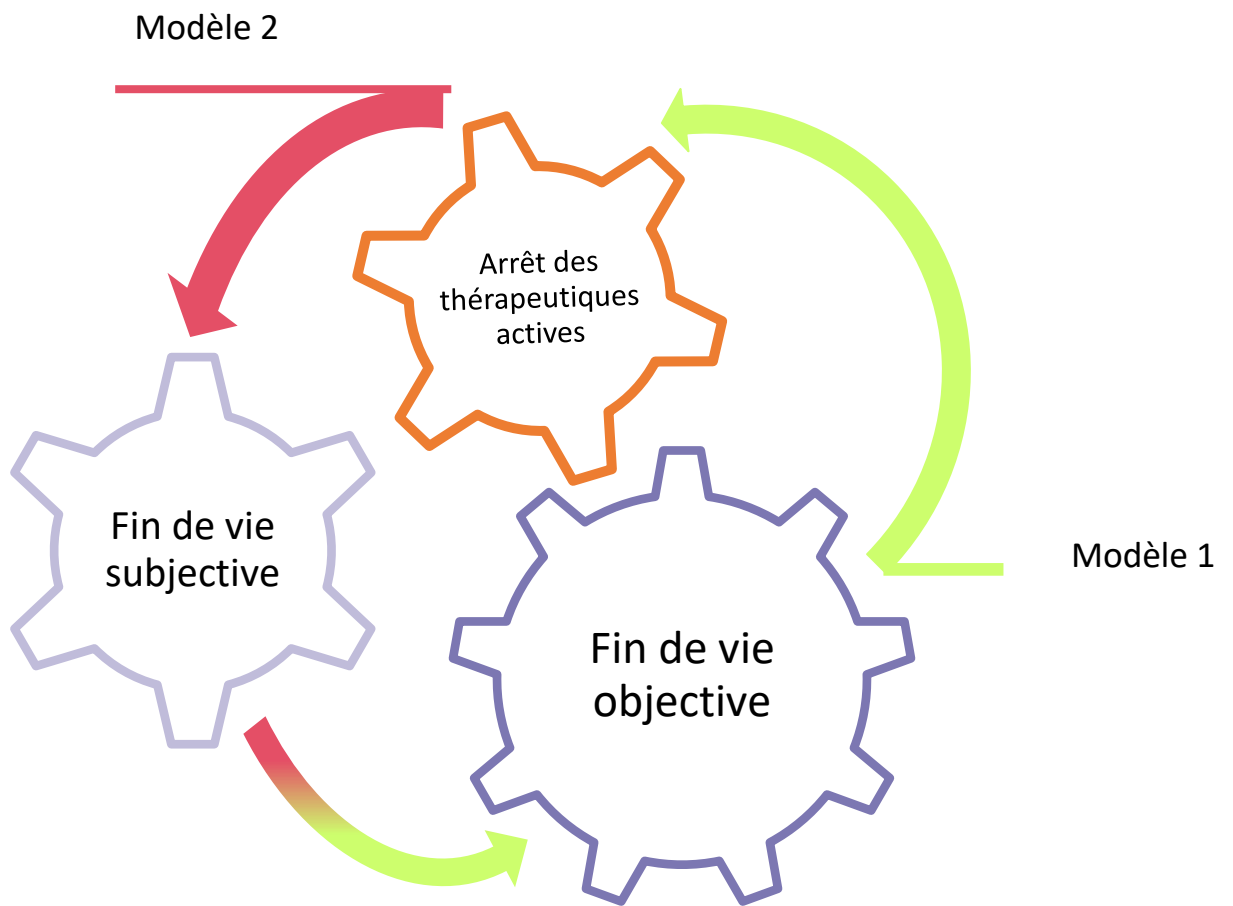 Modèle 2
Arrêt des
thérapeutiques
actives
Fin de vie
subjective
Modèle 1
Fin de vie
objective